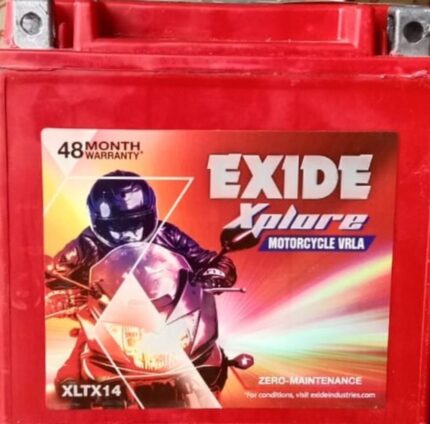 48 MONTH
WARRANTY*
EXIDE
Xplore
MOTORCYCLE VRLA
XLTX14
ZERO-MAINTENANCE
*For conditions, visit exideindustries.com